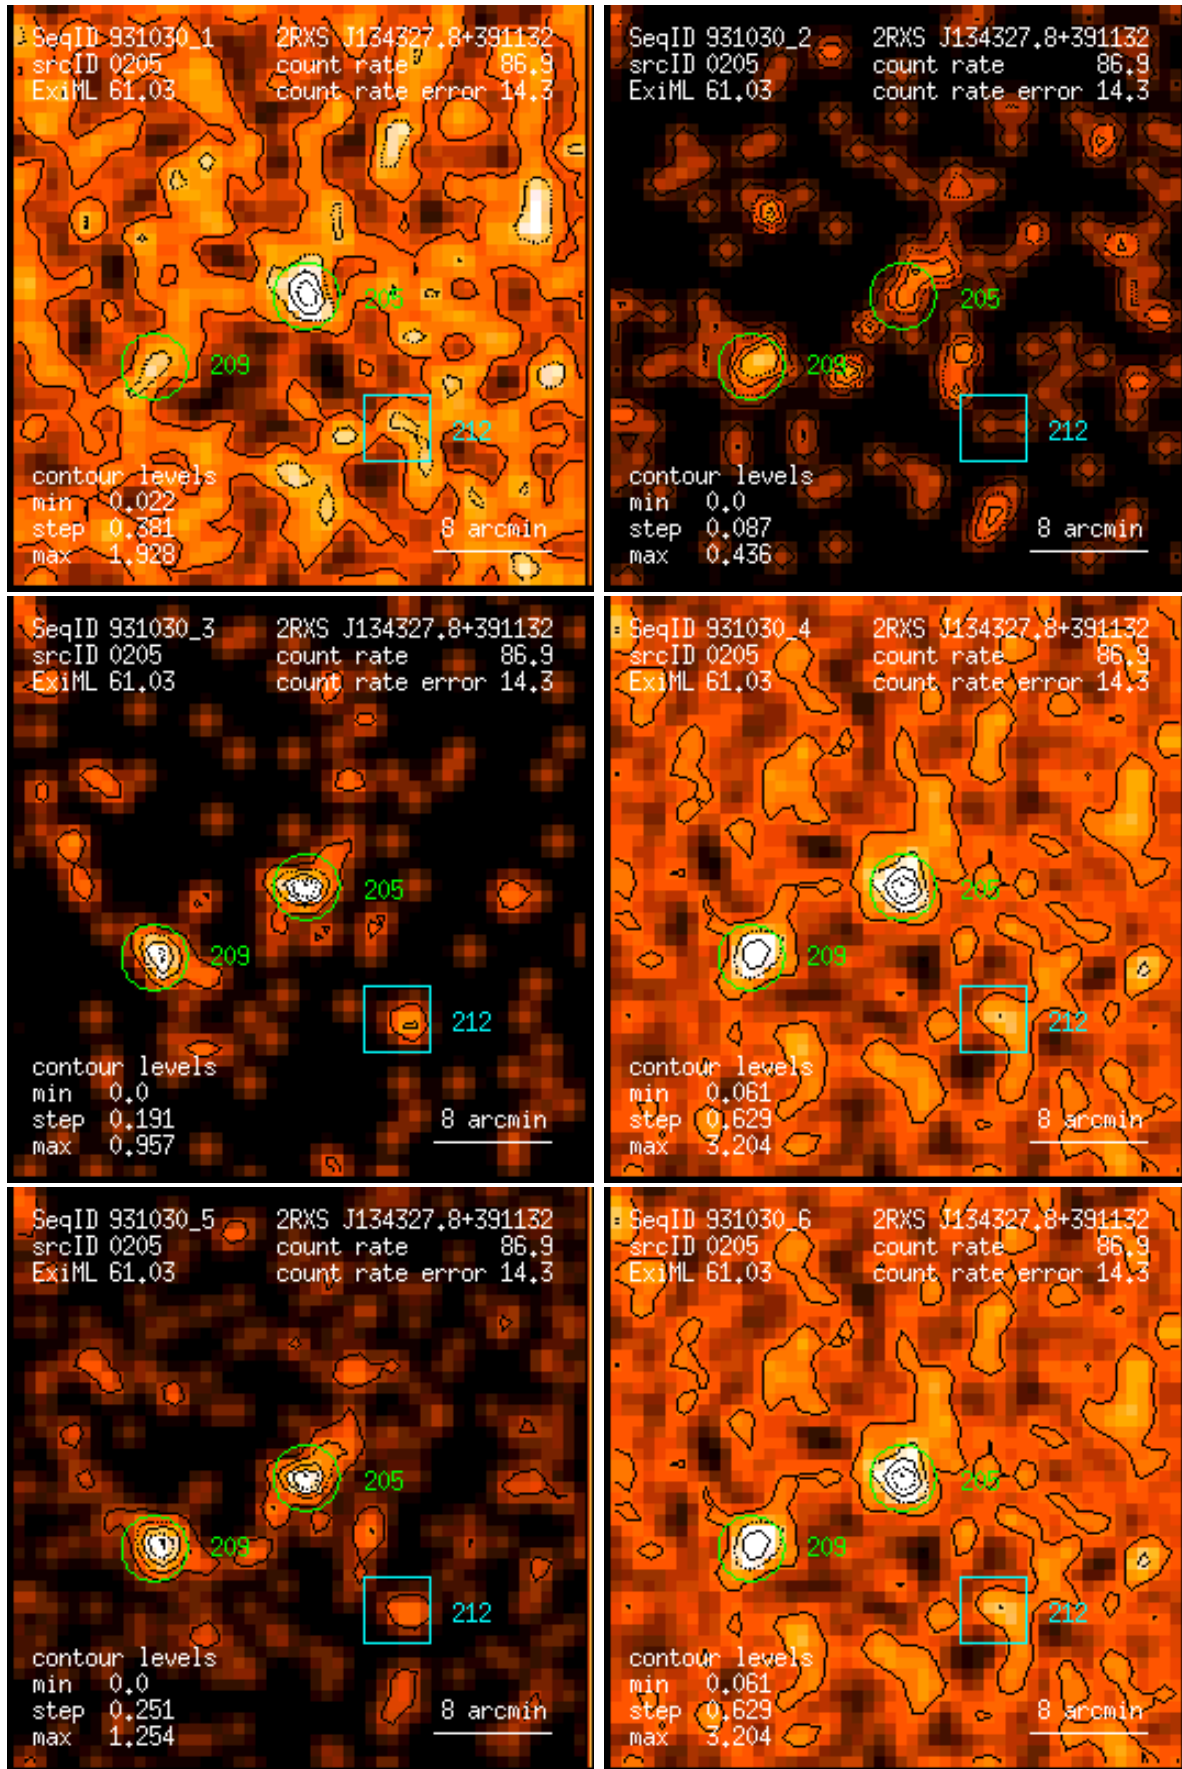 SeqID 931030_1 2RXS J134327.8+391132
srcID 0205 count rate 86.9
ExiML 61.03 count rate error 14.3
205
209
212
contour levels
min 0.022
step 0.381 8 arcmin
max 1.928
SeqID 931030_2 2RXS J134327.8+391132
srcID 0205 count rate 86.9
ExiML 61.03 count rate error 14.3
205
209
212
contour levels
min 0.0
step 0.087 8 arcmin
max 0.436
SeqID 931030_3 2RXS J134327.8+391132
srcID 0205 count rate 86.9
ExiML 61.03 count rate error 14.3
205
209
212
contour levels
min 0.0
step 0.191 8 arcmin
max 0.957
SeqID 931030_4 2RXS J134327.8+391132
srcID 0205 count rate 86.9
ExiML 61.03 count rate error 14.3
205
209
212
contour levels
min 0.061
step 0.629 8 arcmin
max 3.204
SeqID 931030_5 2RXS J134327.8+391132
srcID 0205 count rate 86.9
ExiML 61.03 count rate error 14.3
205
209
212
contour levels
min 0.0
step 0.251 8 arcmin
max 1.254
SeqID 931030_6 2RXS J134327.8+391132
srcID 0205 count rate 86.9
ExiML 61.03 count rate error 14.3
205
209
212
contour levels
min 0.061
step 0.629 8 arcmin
max 3.204